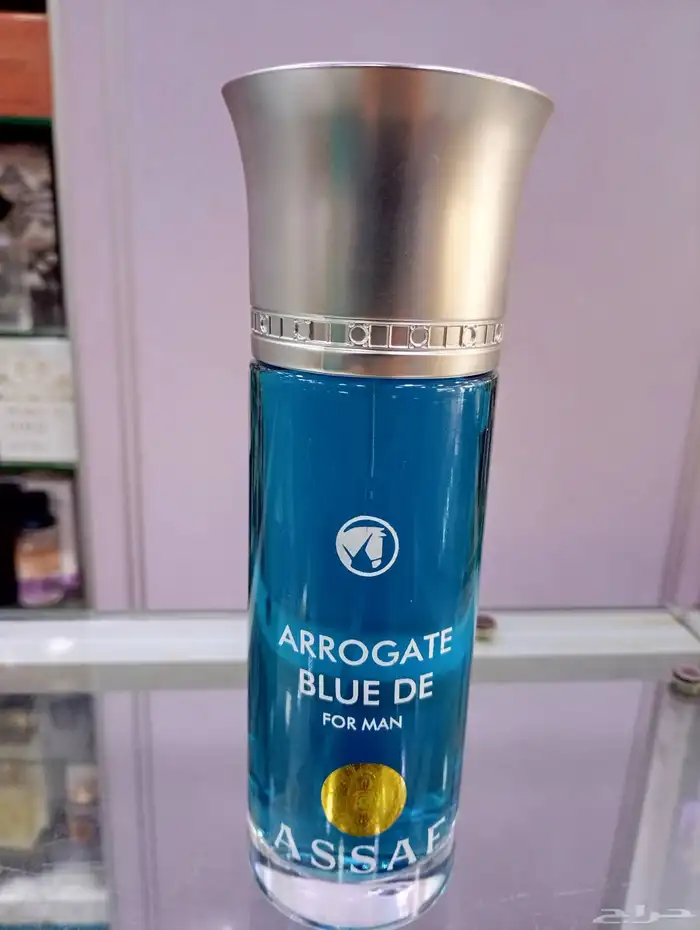 ARROGATE
BLUE DE
FOR MAN
ASSAF
حراج